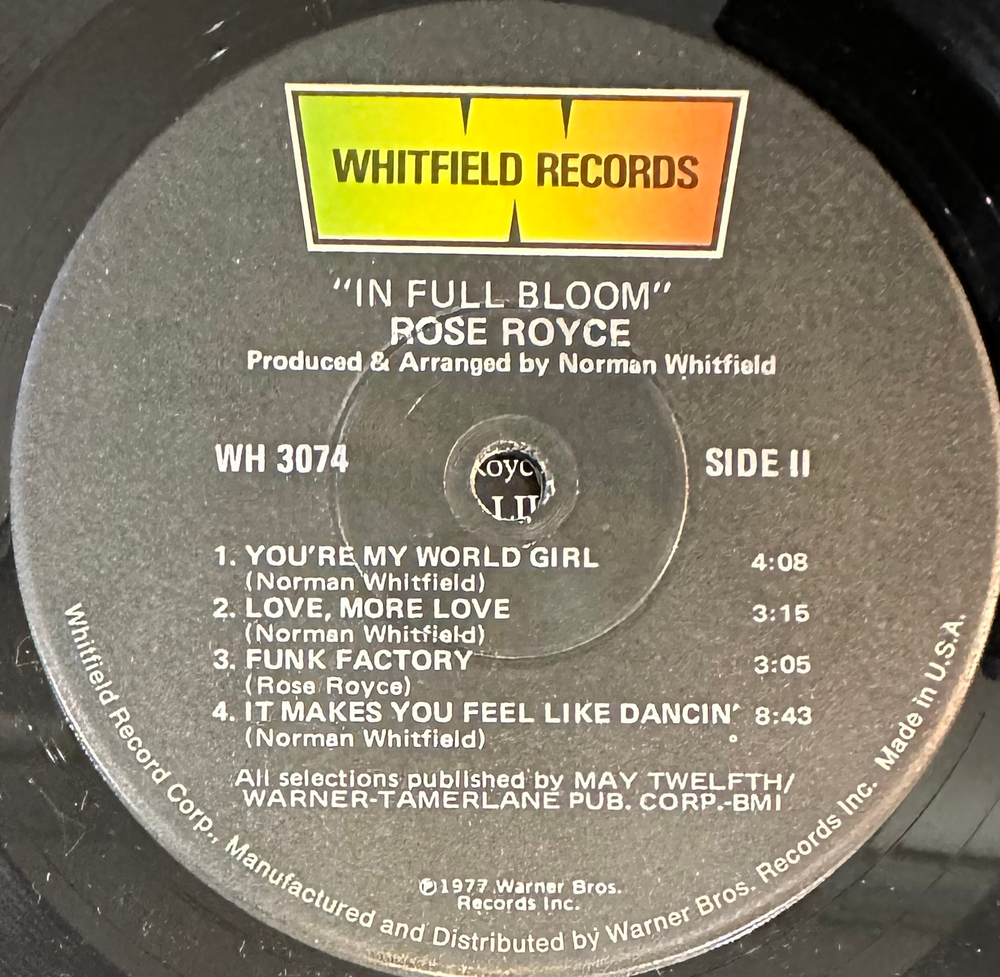 WHITFIELD RECORDS
"IN FULL BLOOM"
ROSE ROYCE
Produced & Arranged by Norman Whitfield
WH 3074
SIDE II
1. YOU'RE MY WORLD GIRL 4:08
(Norman Whitfield)
2. LOVE, MORE LOVE 3:15
(Norman Whitfield)
3. FUNK FACTORY 3:05
(Rose Royce)
4. IT MAKES YOU FEEL LIKE DANCIN' 8:43
(Norman Whitfield)
All selections published by MAY TWELFTH/
WARNER-TAMERLANE PUB. CORP.-BMI
℗1977 Warner Bros.
Records Inc.
Whitfield Record Corp., Manufactured and Distributed by Warner Bros. Records Inc. Made in U.S.A.